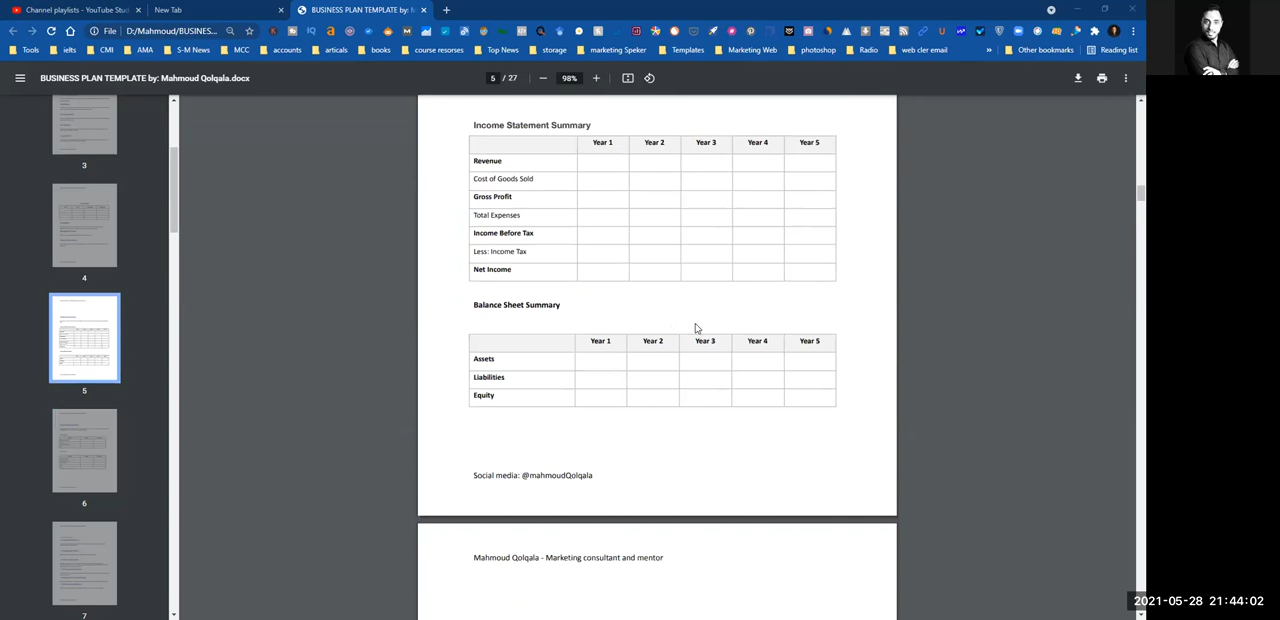 Channel playlists - YouTube Stud
New Tab
BUSINESS PLAN TEMPLATE by: M
File
D:/Mahmoud/BUSINES...
Tools
ielts
CMI
AMA
S-M News
MCC
accounts
articals
books
course resorses
Top News
storage
marketing Speker
Templates
Marketing Web
photoshop
Radio
web cler email
»
Other bookmarks
Reading list
BUSINESS PLAN TEMPLATE by: Mahmoud Qolqala.docx
5 / 27
98%
3
4
5
6
7
Income Statement Summary
Year 1 Year 2 Year 3 Year 4 Year 5
Revenue
Cost of Goods Sold
Gross Profit
Total Expenses
Income Before Tax
Less: Income Tax
Net Income
Balance Sheet Summary
Year 1 Year 2 Year 3 Year 4 Year 5
Assets
Liabilities
Equity
Social media: @mahmoudQolqala
Mahmoud Qolqala - Marketing consultant and mentor
2021-05-28 21:44:02